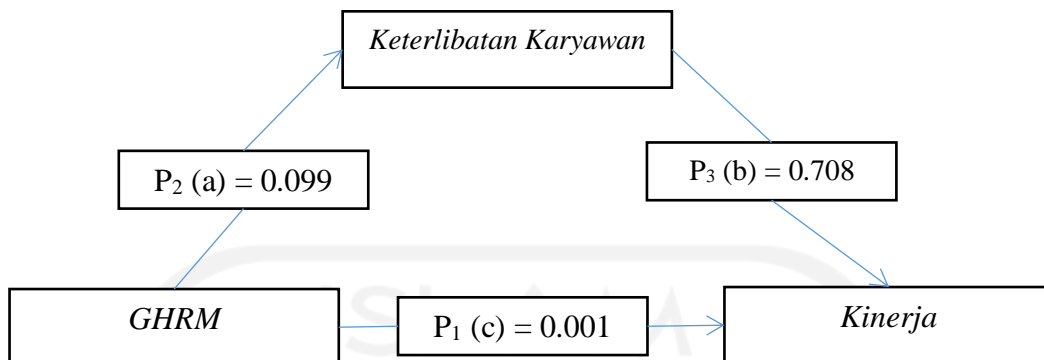 Keterlibatan Karyawan
P₂ (a) = 0.099
P₃ (b) = 0.708
GHRM
P₁ (c) = 0.001
Kinerja